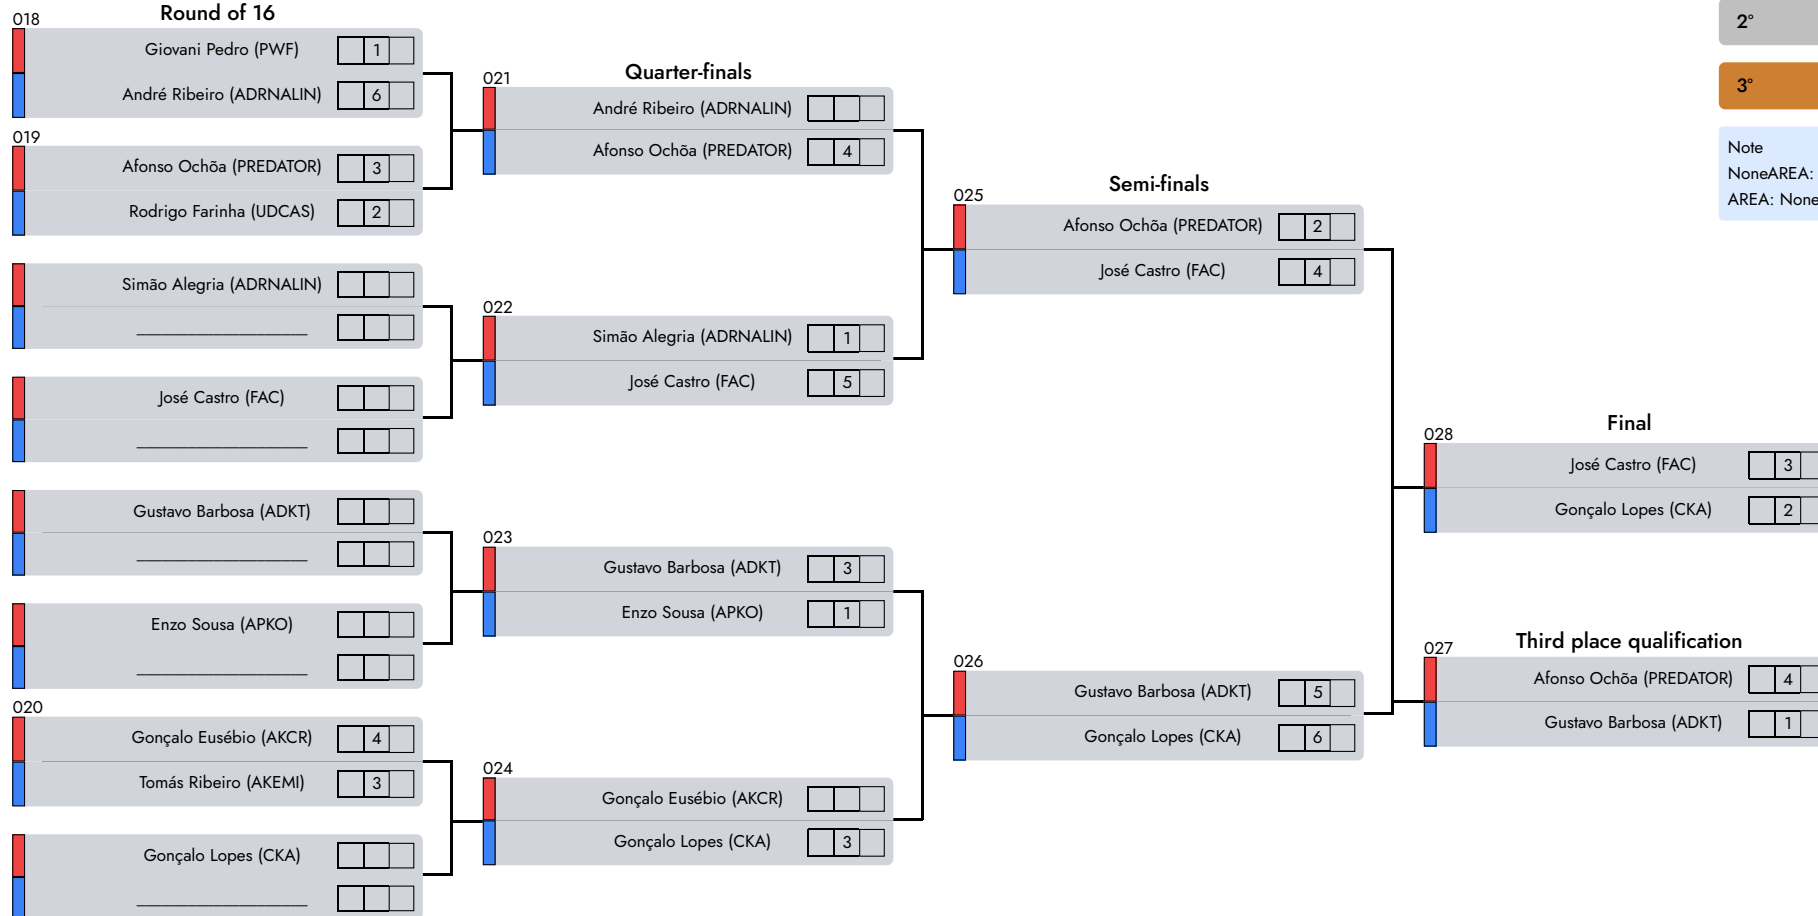 Round of 16
018
Giovani Pedro (PWF) 1
André Ribeiro (ADRNALIN) 6
019
Afonso Ochõa (PREDATOR) 3
Rodrigo Farinha (UDCAS) 2
Simão Alegria (ADRNALIN)
José Castro (FAC)
Gustavo Barbosa (ADKT)
Enzo Sousa (APKO)
020
Gonçalo Eusébio (AKCR) 4
Tomás Ribeiro (AKEMI) 3
Gonçalo Lopes (CKA)
Quarter-finals
021
André Ribeiro (ADRNALIN)
Afonso Ochõa (PREDATOR) 4
022
Simão Alegria (ADRNALIN) 1
José Castro (FAC) 5
023
Gustavo Barbosa (ADKT) 3
Enzo Sousa (APKO) 1
024
Gonçalo Eusébio (AKCR)
Gonçalo Lopes (CKA) 3
Semi-finals
025
Afonso Ochõa (PREDATOR) 2
José Castro (FAC) 4
026
Gustavo Barbosa (ADKT) 5
Gonçalo Lopes (CKA) 6
Final
028
José Castro (FAC) 3
Gonçalo Lopes (CKA) 2
Third place qualification
027
Afonso Ochõa (PREDATOR) 4
Gustavo Barbosa (ADKT) 1
2°
3°
Note
NoneAREA:
AREA: None